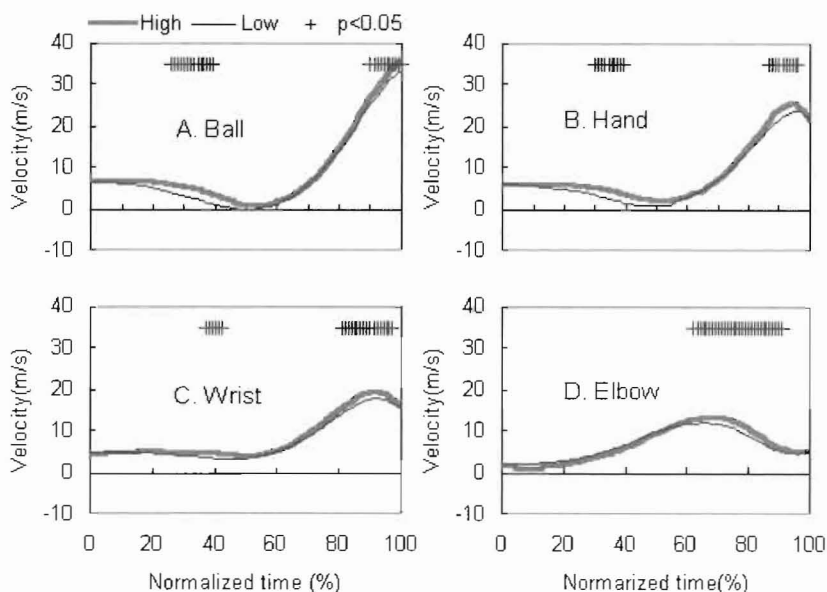 High Low + p<0.05
40
30
20
10
0
-10
Velocity(m/s)
A. Ball
40
30
20
10
0
-10
Velocity(m/s)
B. Hand
40
30
20
10
0
-10
Velocity(m/s)
C. Wrist
0 20 40 60 80 100
Normalized time (%)
40
30
20
10
0
-10
Velocity(m/s)
D. Elbow
0 20 40 60 80 100
Normarized time(%)